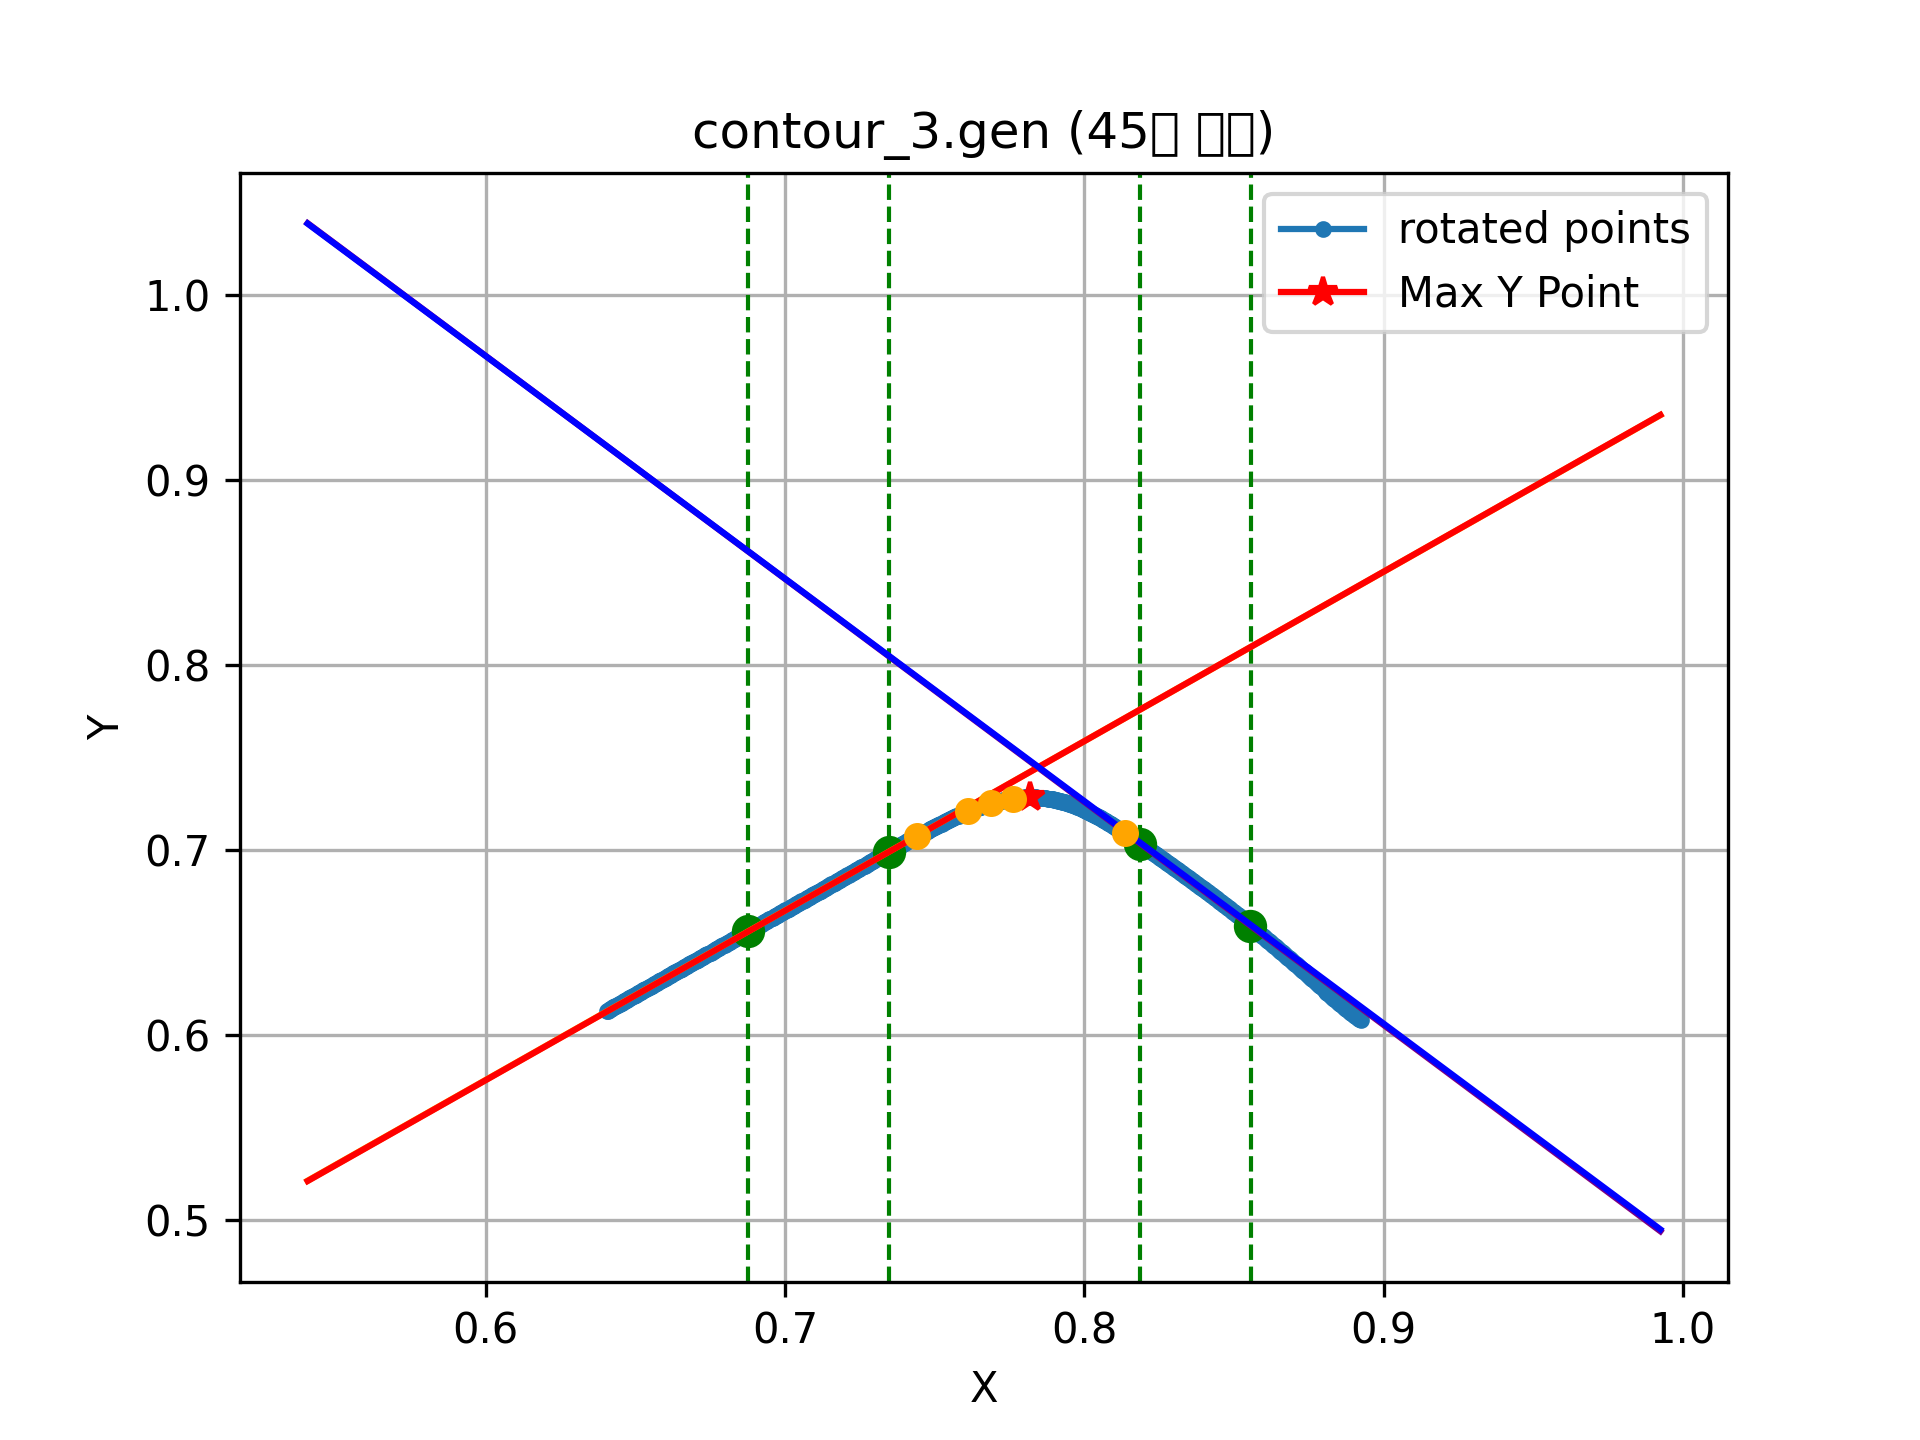 contour_3.gen (45▯ ▯▯)
rotated points
Max Y Point
1.0
0.9
0.8
0.7
0.6
0.5
Y
0.6 0.7 0.8 0.9 1.0
X